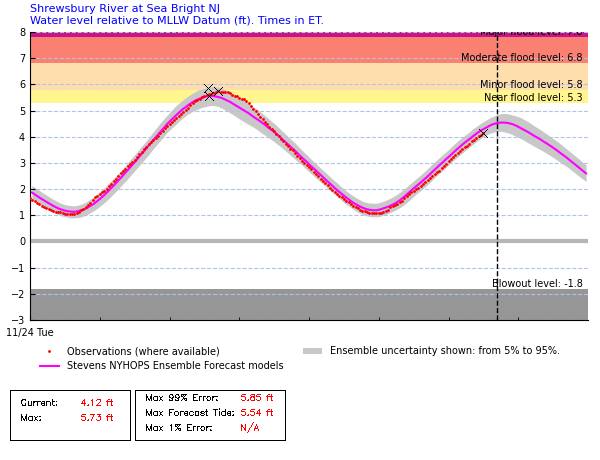 Shrewsbury River at Sea Bright NJ
Water level relative to MLLW Datum (ft). Times in ET.
8
7
Moderate flood level: 6.8
6
Minor flood level: 5.8
5
Near flood level: 5.3
4
3
2
1
0
−1
Blowout level: -1.8
−2
−3
11/24 Tue
Observations (where available)
Ensemble uncertainty shown: from 5% to 95%.
Stevens NYHOPS Ensemble Forecast models
Current: 4.12 ft
Max: 5.73 ft
Max 99% Error: 5.85 ft
Max Forecast Tide: 5.54 ft
Max 1% Error: N/A